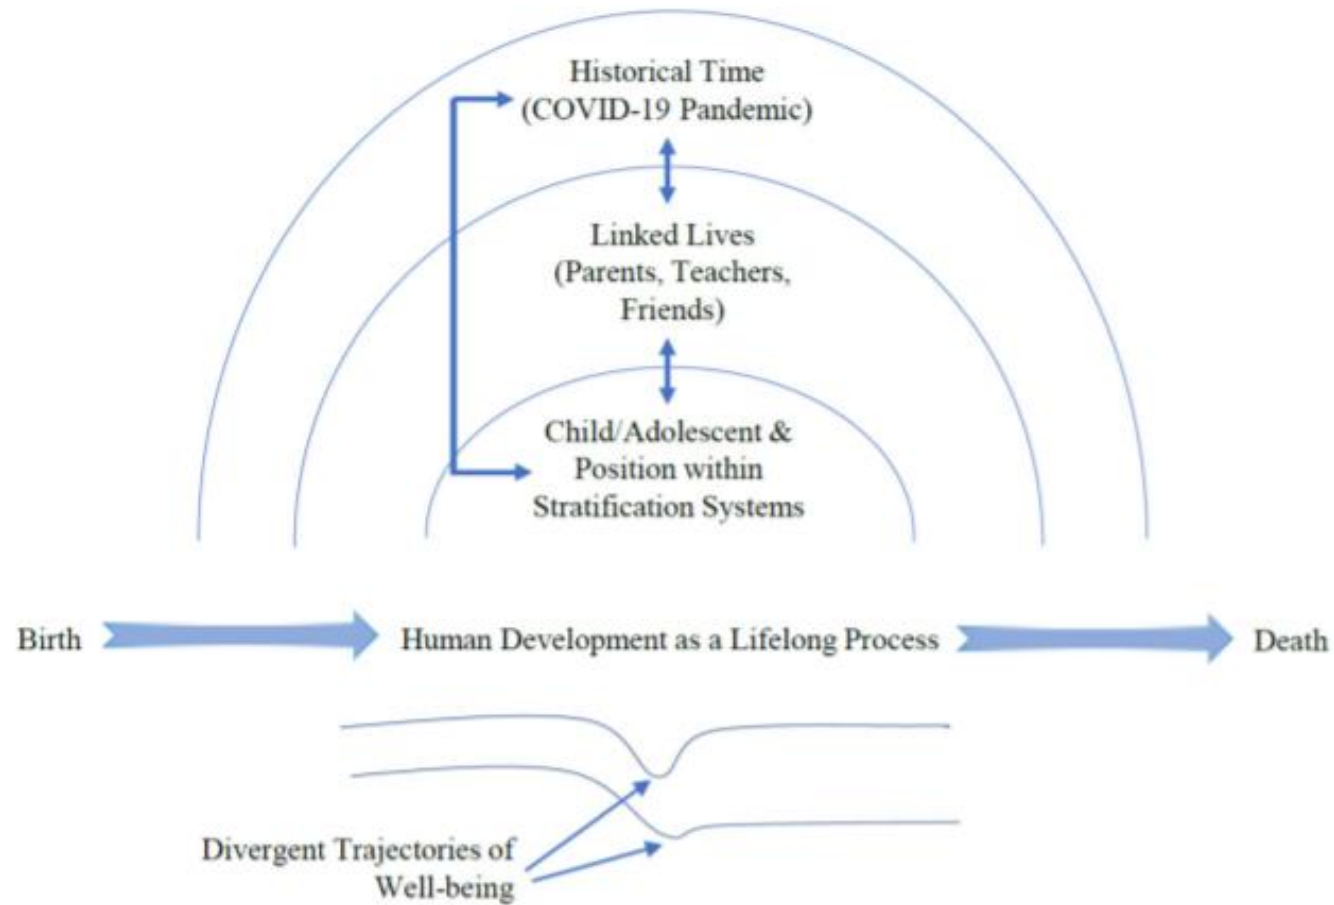 Historical Time
(COVID-19 Pandemic)
Linked Lives
(Parents, Teachers,
Friends)
Child/Adolescent &
Position within
Stratification Systems
Birth
Human Development as a Lifelong Process
Death
Divergent Trajectories of
Well-being